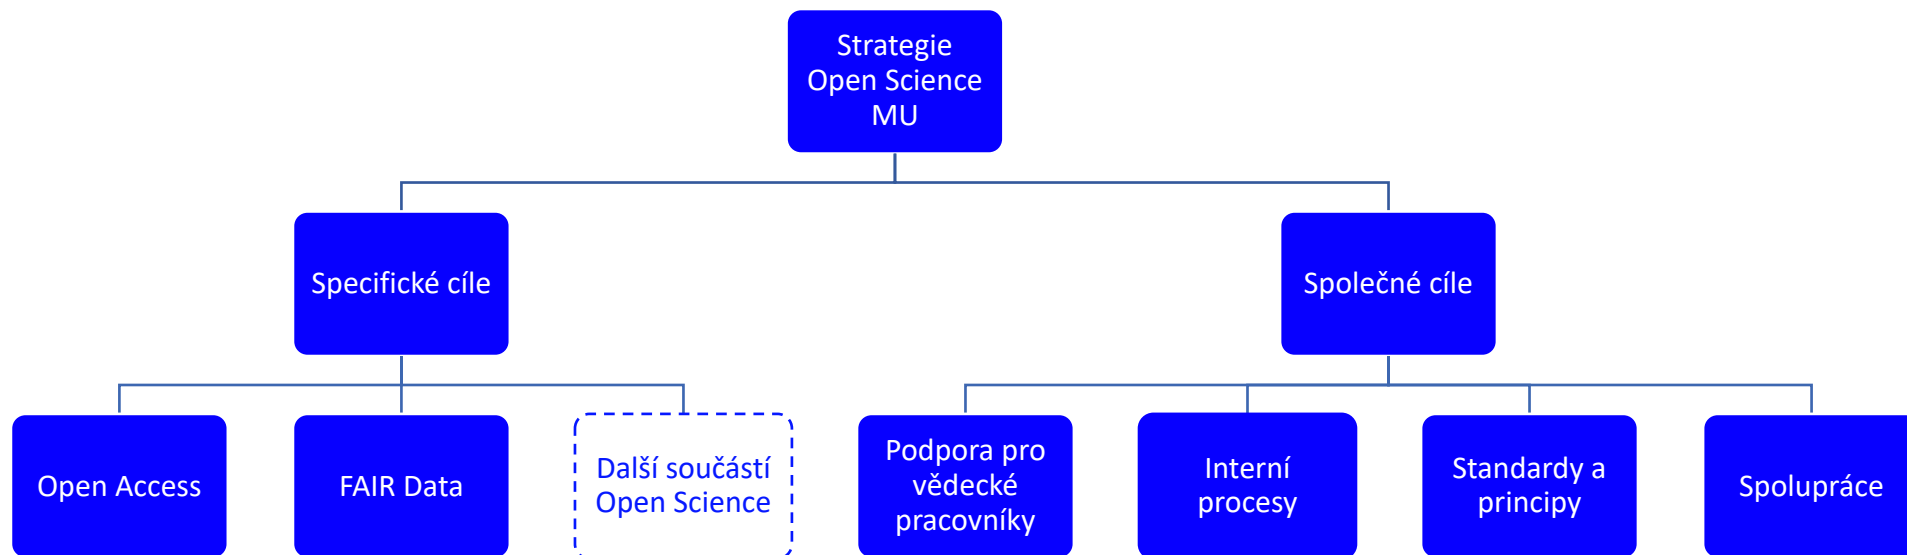 Strategie
Open Science
MU
Specifické cíle
Společné cíle
Open Access
FAIR Data
Další součástí
Open Science
Podpora pro
vědecké
pracovníky
Interní
procesy
Standardy a
principy
Spolupráce